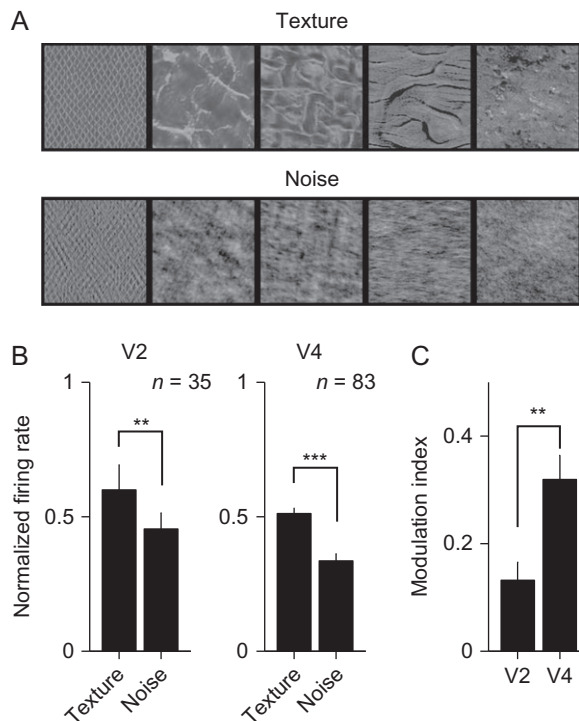 A
Texture
Noise
B
V2
V4
C
n = 35
n = 83
Normalized firing rate
1
0.5
0
**
Texture
Noise
1
0.5
0
***
Texture
Noise
Modulation index
0.4
0.2
0
**
V2
V4